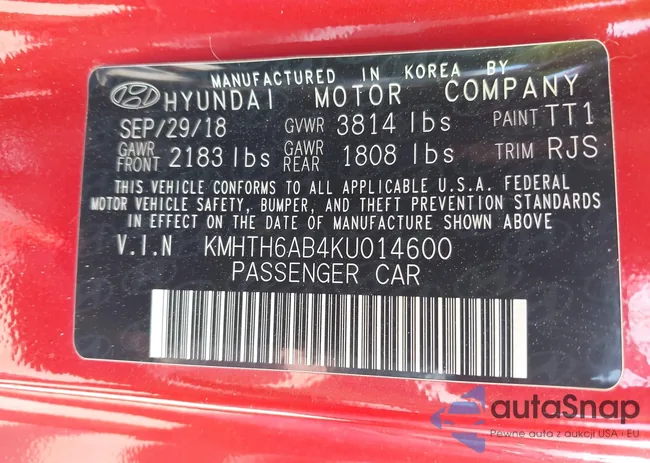 MANUFACTURED IN KOREA BY
HYUNDAI MOTOR COMPANY
SEP/29/18 GVWR 3814 lbs PAINT TT1
GAWR FRONT 2183 lbs GAWR REAR 1808 lbs TRIM RJS
THIS VEHICLE CONFORMS TO ALL APPLICABLE U.S.A. FEDERAL
MOTOR VEHICLE SAFETY, BUMPER, AND THEFT PREVENTION STANDARDS
IN EFFECT ON THE DATE OF MANUFACTURE SHOWN ABOVE
V.I.N KMHTH6AB4KU014600
PASSENGER CAR
autaSnap
Pewne auta z aukcji USA i EU